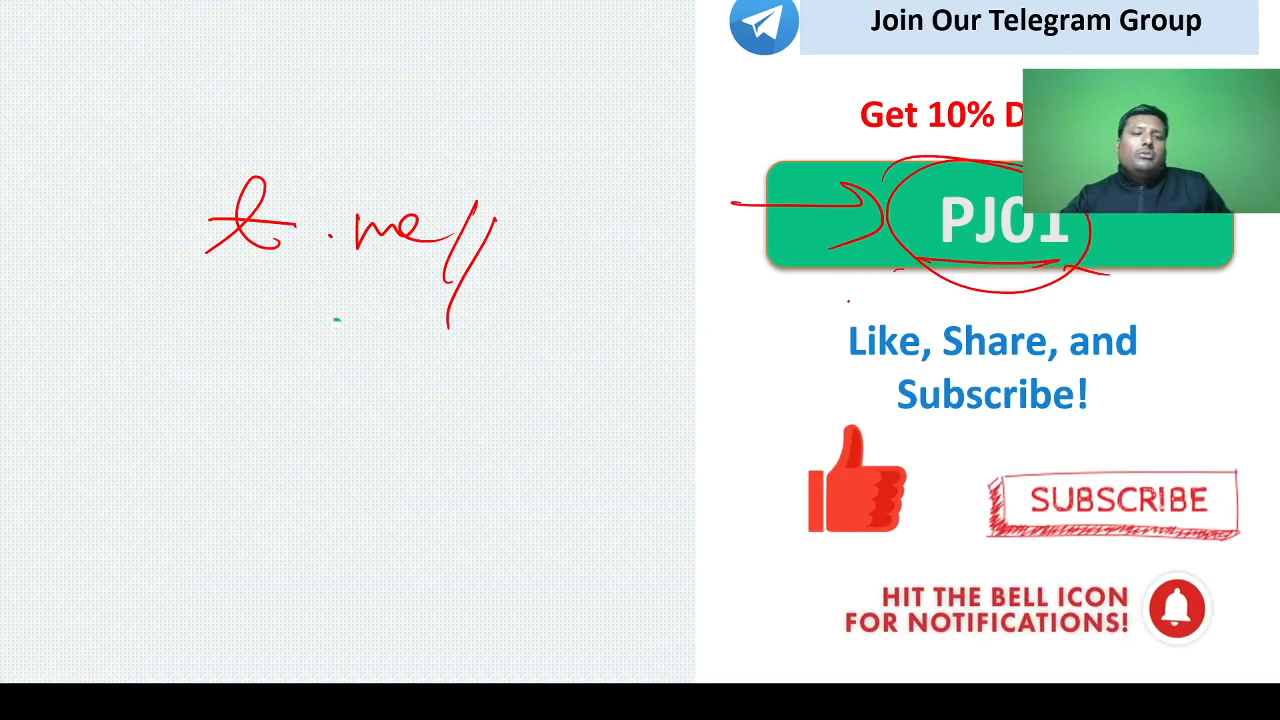 t.me//
Join Our Telegram Group
Get 10%
PJ01
Like, Share, and
Subscribe!
SUBSCRIBE
HIT THE BELL ICON
FOR NOTIFICATIONS!